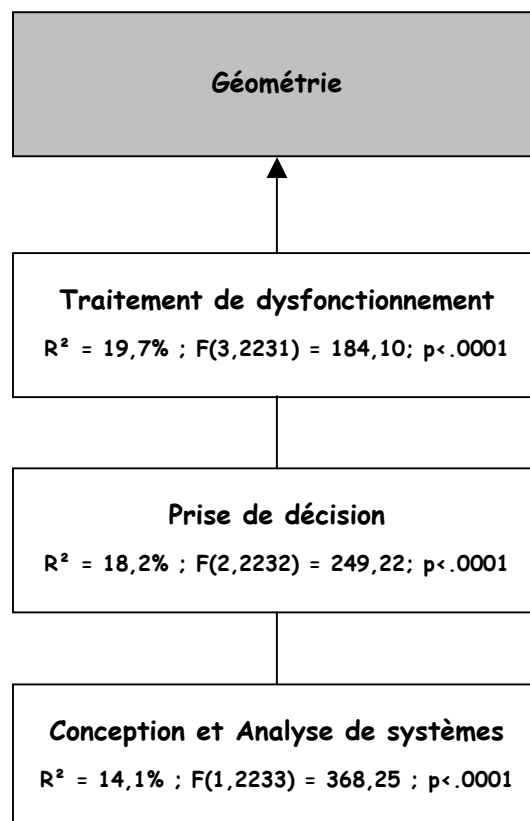 Géométrie
Traitement de dysfonctionnement
R² = 19,7% ; F(3,2231) = 184,10; p<.0001
Prise de décision
R² = 18,2% ; F(2,2232) = 249,22; p<.0001
Conception et Analyse de systèmes
R² = 14,1% ; F(1,2233) = 368,25 ; p<.0001